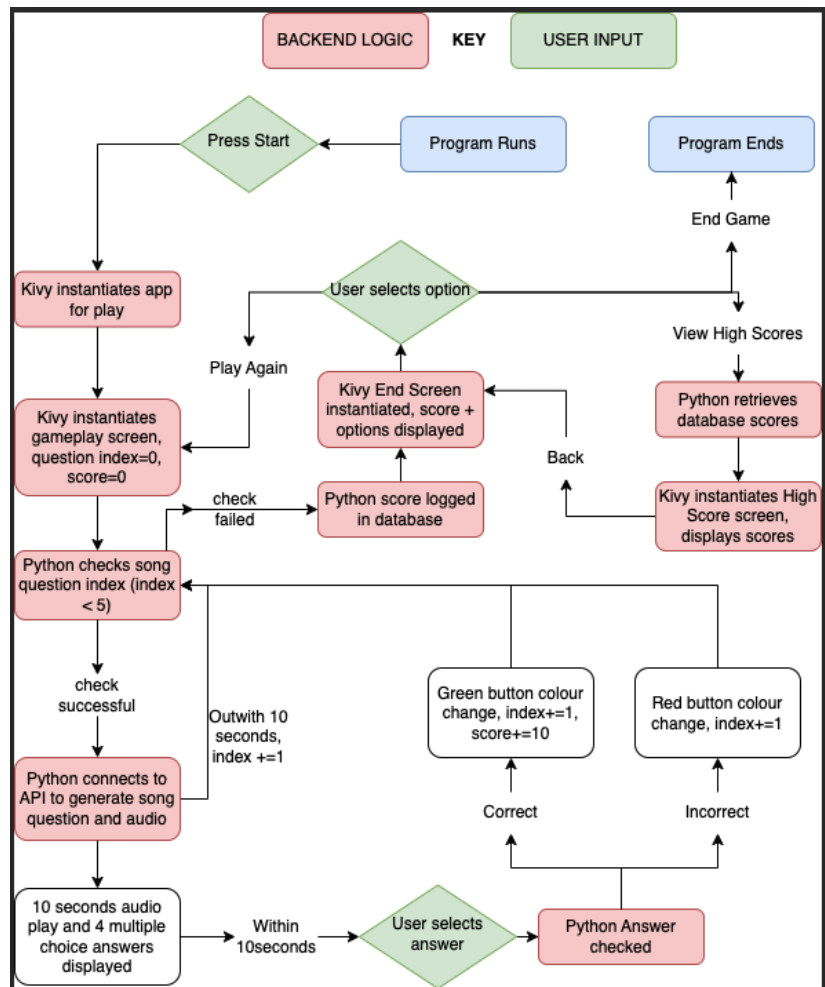 BACKEND LOGIC
KEY
USER INPUT
Press Start
Program Runs
Program Ends
End Game
Kivy instantiates app
for play
User selects option
View High Scores
Play Again
Kivy End Screen
instantiated, score +
options displayed
Python retrieves
database scores
Kivy instantiates
gameplay screen,
question index=0,
score=0
Back
check
failed
Python score logged
in database
Kivy instantiates High
Score screen,
displays scores
Python checks song
question index (index
< 5)
check
successful
Outwith 10
seconds,
index +=1
Green button colour
change, index+=1,
score+=10
Red button colour
change, index+=1
Python connects to
API to generate song
question and audio
Correct
Incorrect
10 seconds audio
play and 4 multiple
choice answers
displayed
Within
10seconds
User selects
answer
Python Answer
checked